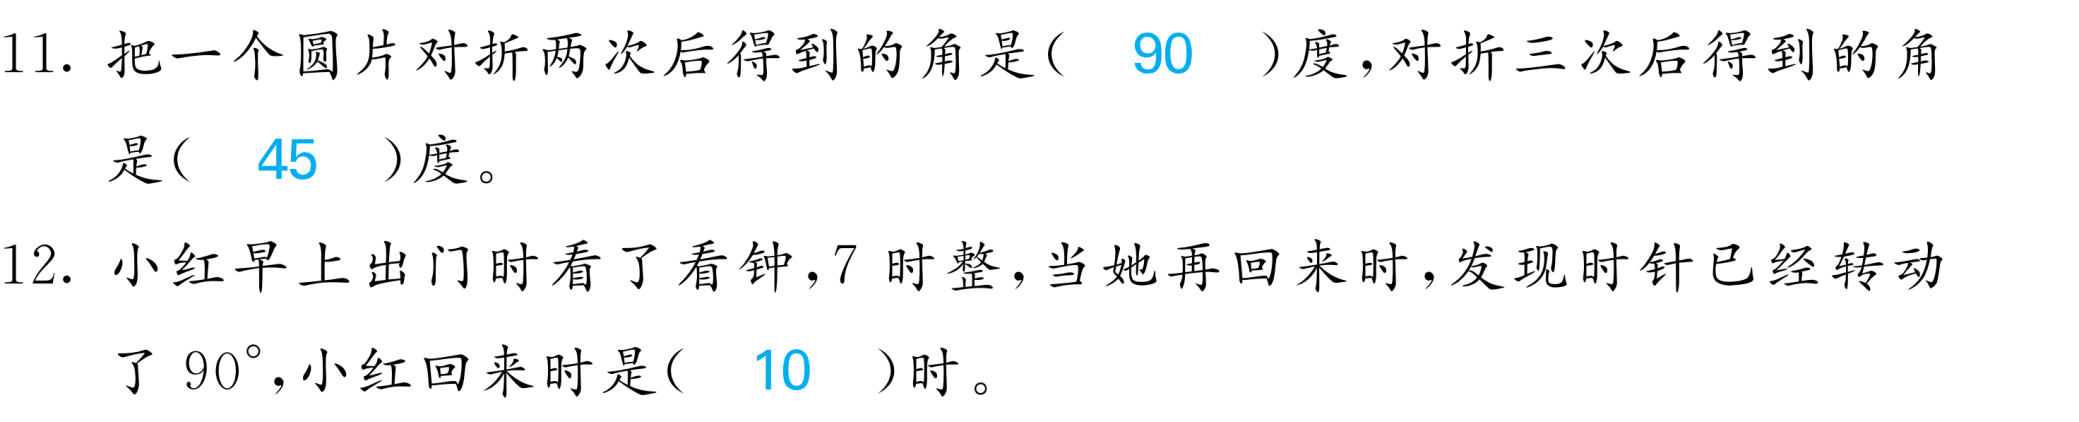 11. 把一个圆片对折两次后得到的角是( 90 )度,对折三次后得到的角
是( 45 )度。
12. 小红早上出门时看了看钟,7 时整,当她再回来时,发现时针已经转动
了 90°,小红回来时是( 10 )时。